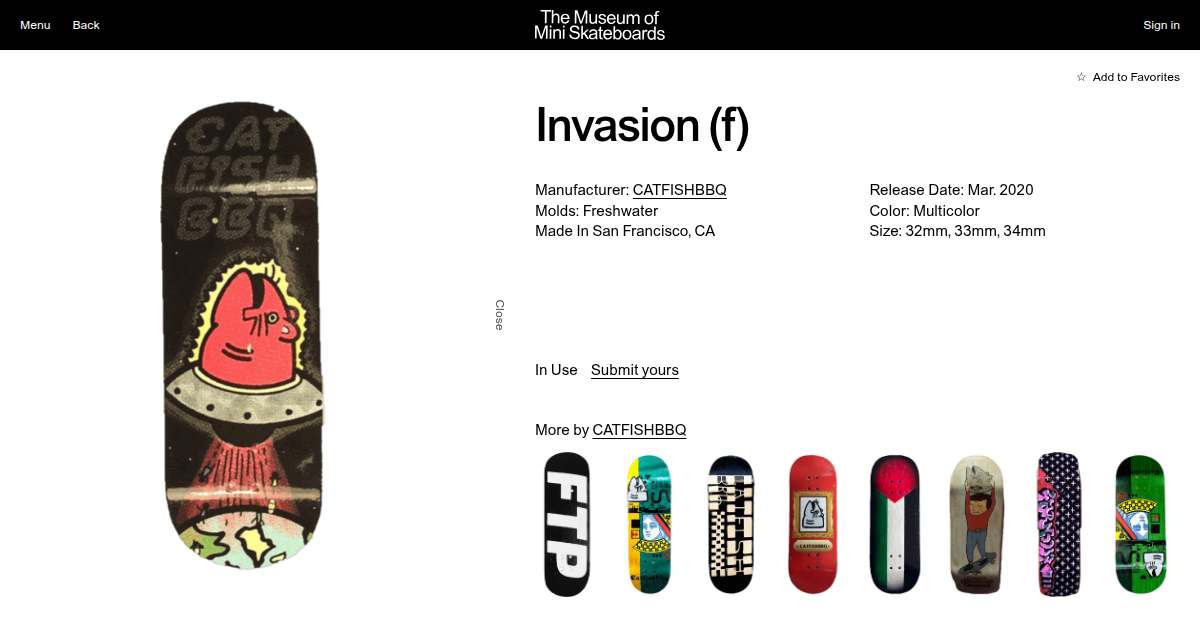 Menu
Back
The Museum of
Mini Skateboards
Sign in
☆ Add to Favorites
CAT
FISH
BBQ
Invasion (f)
Manufacturer: CATFISHBBQ
Molds: Freshwater
Made In San Francisco, CA
Release Date: Mar. 2020
Color: Multicolor
Size: 32mm, 33mm, 34mm
Close
In Use
Submit yours
More by CATFISHBBQ
FTP
CATFISHBBQ